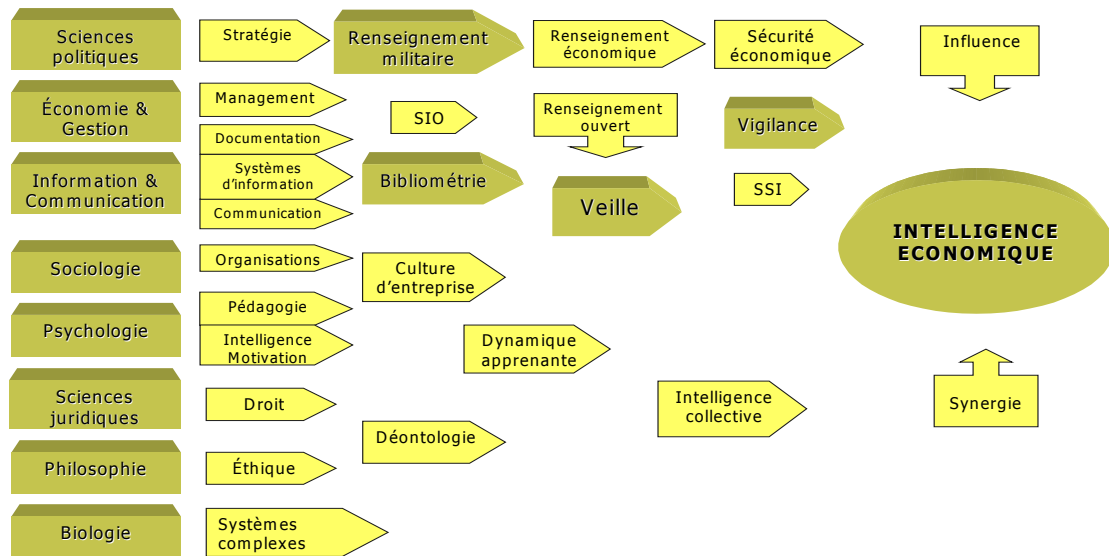 Sciences
politiques
Stratégie
Renseignement
militaire
Renseignement
économique
Sécurité
économique
Influence
Économie &
Gestion
Management
SIO
Renseignement
ouvert
Vigilance
Documentation
Information &
Communication
Systèmes
d'information
Bibliométrie
Communication
Veille
SSI
INTELLIGENCE
ECONOMIQUE
Sociologie
Organisations
Culture
d'entreprise
Psychologie
Pédagogie
Intelligence
Motivation
Dynamique
apprenante
Sciences
juridiques
Droit
Intelligence
collective
Synergie
Déontologie
Philosophie
Éthique
Biologie
Systèmes
complexes